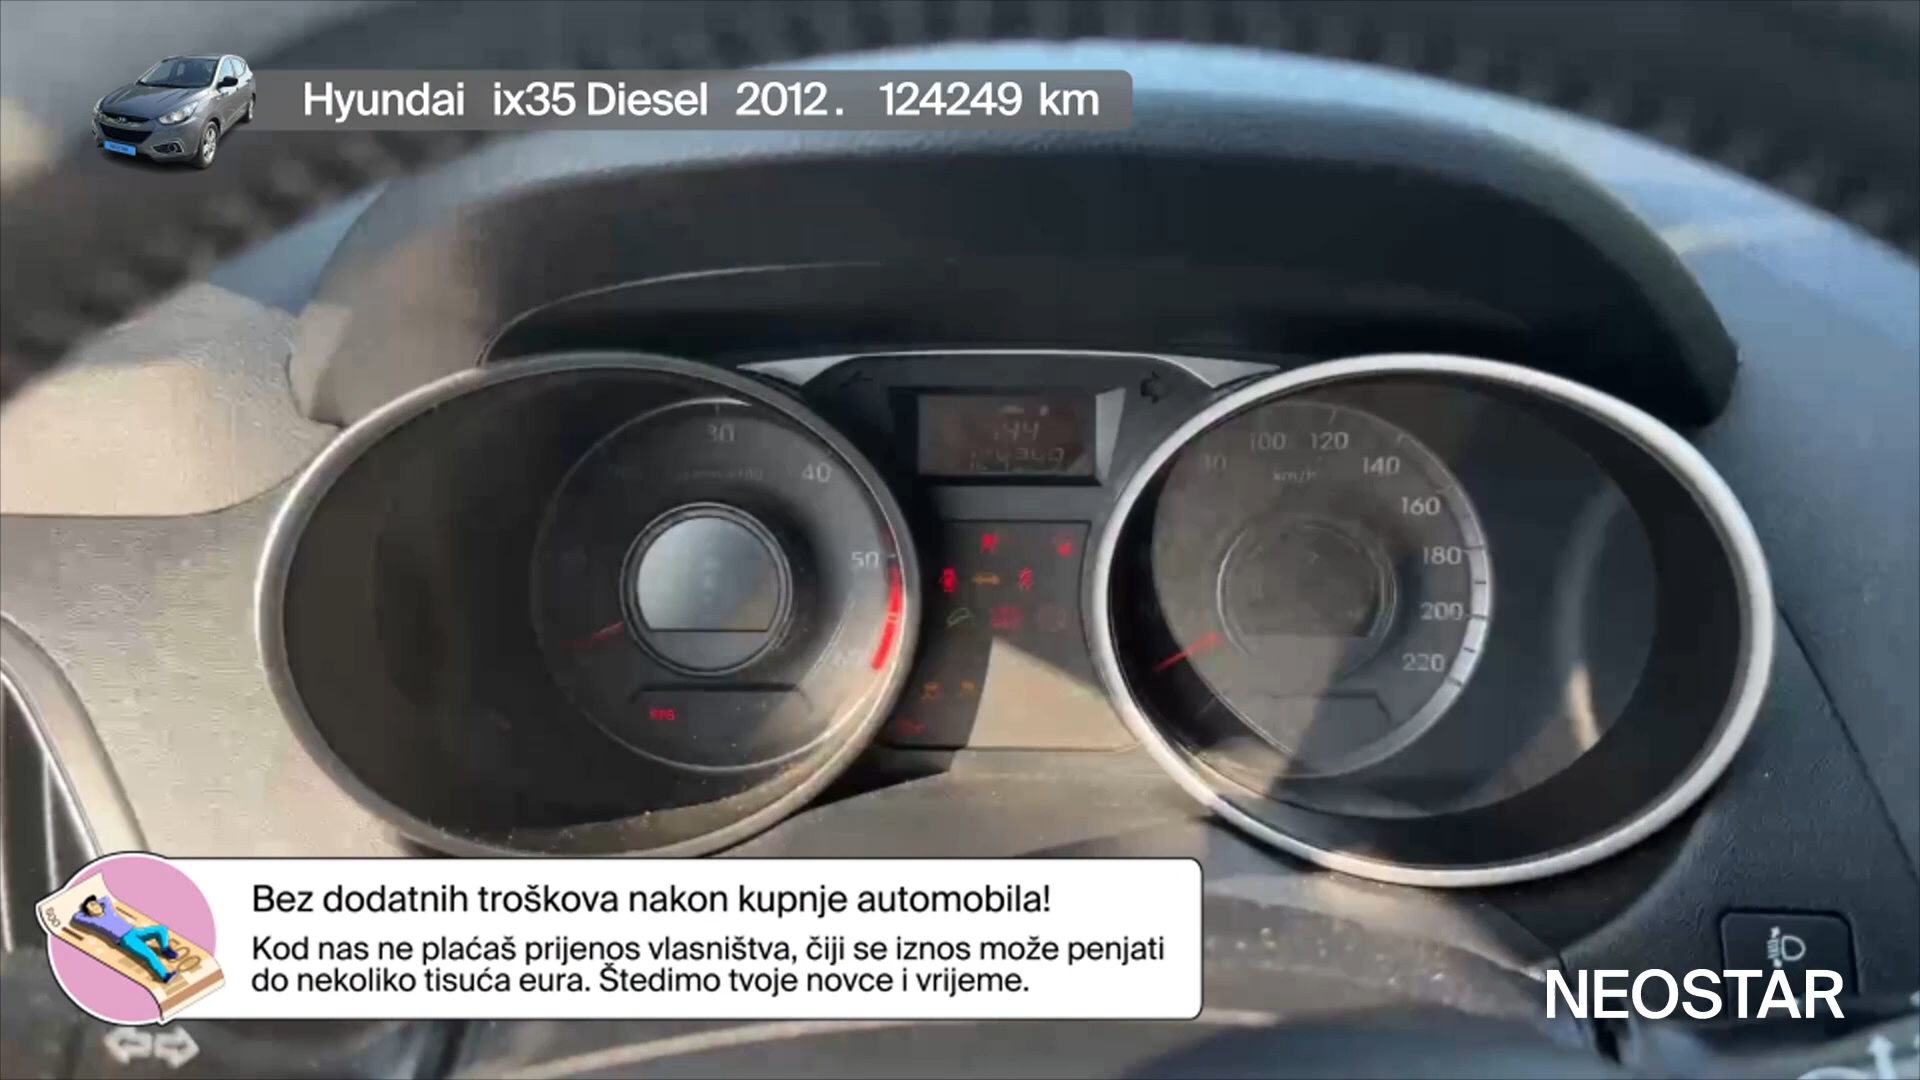 Hyundai ix35 Diesel 2012. 124249 km
30
40
50
100 120
140
km/h
160
180
200
220
EPS
Bez dodatnih troškova nakon kupnje automobila!
Kod nas ne plaćaš prijenos vlasništva, čiji se iznos može penjati
do nekoliko tisuća eura. Štedimo tvoje novce i vrijeme.
NEOSTAR